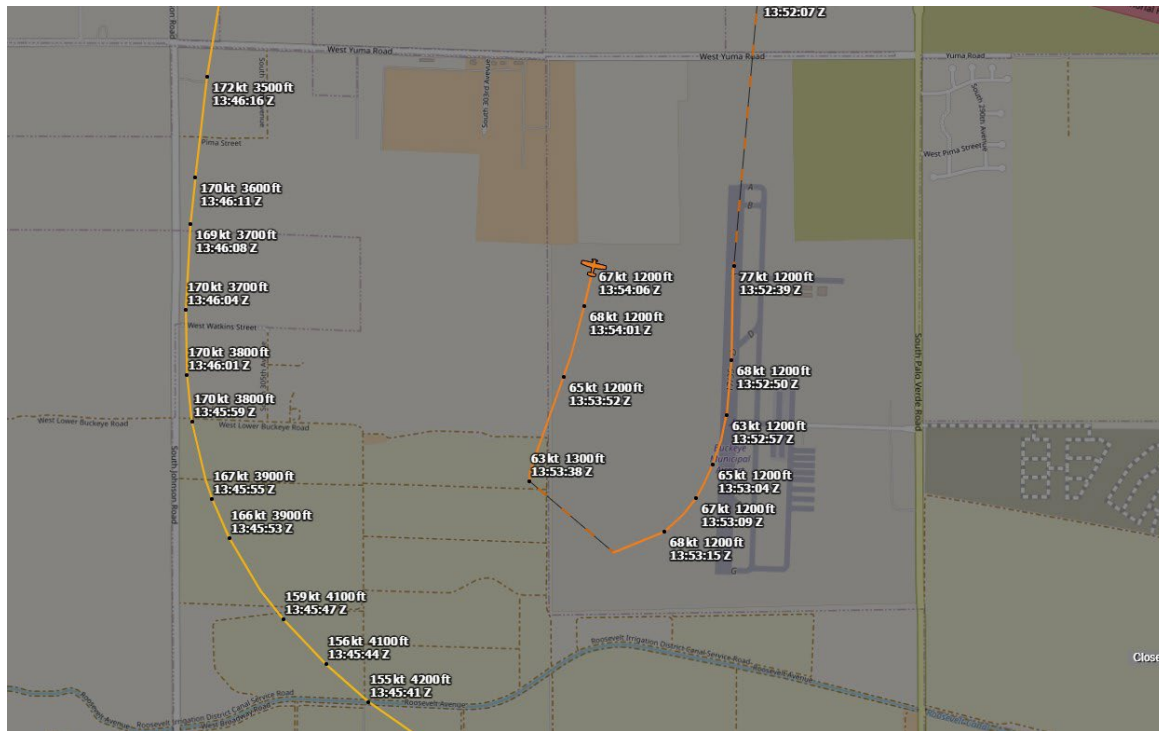 13:52:07 Z
West Yuma Road
West Yuma Road
Yuma Road
172 kt 3500 ft
13:46:16 Z
South 303rd Avenue
South 290th Avenue
Pima Street
West Pima Street
170 kt 3600 ft
13:46:11 Z
A
B
169 kt 3700 ft
13:46:08 Z
67 kt 1200 ft
13:54:06 Z
77 kt 1200 ft
13:52:39 Z
170 kt 3700 ft
13:46:04 Z
68 kt 1200 ft
13:54:01 Z
West Watkins Street
D
South Palo Verde Road
170 kt 3800 ft
13:46:01 Z
65 kt 1200 ft
13:53:52 Z
68 kt 1200 ft
13:52:50 Z
170 kt 3800 ft
13:45:59 Z
West Lower Buckeye Road
West Lower Buckeye Road
63 kt 1200 ft
13:52:57 Z
Buckeye
Municipal
South Johnson Road
167 kt 3900 ft
13:45:55 Z
63 kt 1300 ft
13:53:38 Z
65 kt 1200 ft
13:53:04 Z
166 kt 3900 ft
13:45:53 Z
67 kt 1200 ft
13:53:09 Z
68 kt 1200 ft
13:53:15 Z
G
159 kt 4100 ft
13:45:47 Z
156 kt 4100 ft
13:45:44 Z
Roosevelt Irrigation District Canal Service Road
Close
155 kt 4200 ft
13:45:41 Z
Roosevelt Irrigation District Canal Service Road
West Broadway Road